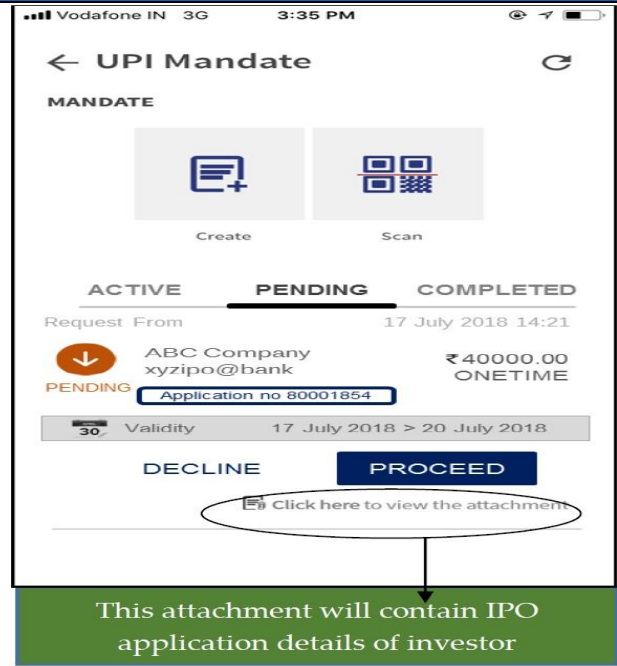 Vodafone IN 3G 3:35 PM
← UPI Mandate
MANDATE
Create Scan
ACTIVE PENDING COMPLETED
Request From 17 July 2018 14:21
ABC Company ₹40000.00
xyzipo@bank ONETIME
PENDING
Application no 80001854
30 Validity 17 July 2018 > 20 July 2018
DECLINE PROCEED
Click here to view the attachment
This attachment will contain IPO
application details of investor